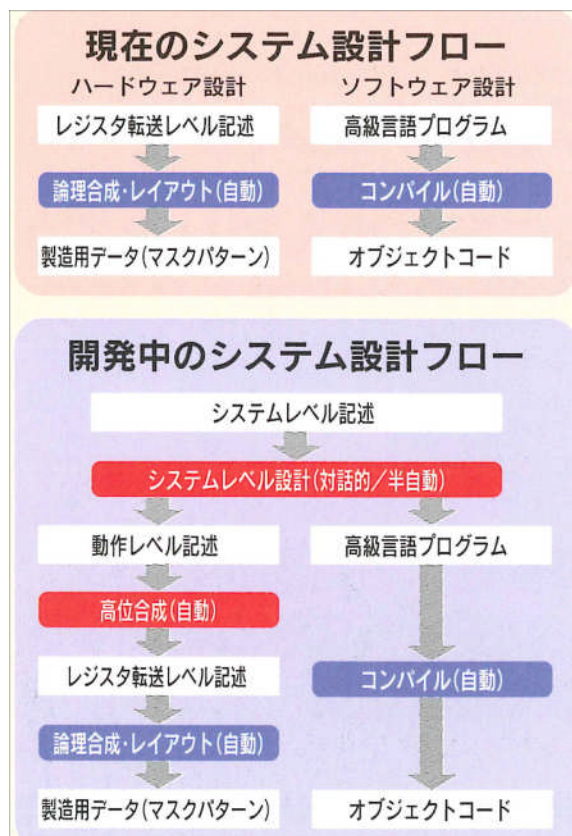 現在のシステム設計フロー
ハードウェア設計 ソフトウェア設計
レジスタ転送レベル記述 高級言語プログラム
論理合成・レイアウト(自動) コンパイル(自動)
製造用データ(マスクパターン) オブジェクトコード
開発中のシステム設計フロー
システムレベル記述
システムレベル設計(対話的/半自動)
動作レベル記述 高級言語プログラム
高位合成(自動)
レジスタ転送レベル記述 コンパイル(自動)
論理合成・レイアウト(自動)
製造用データ(マスクパターン) オブジェクトコード